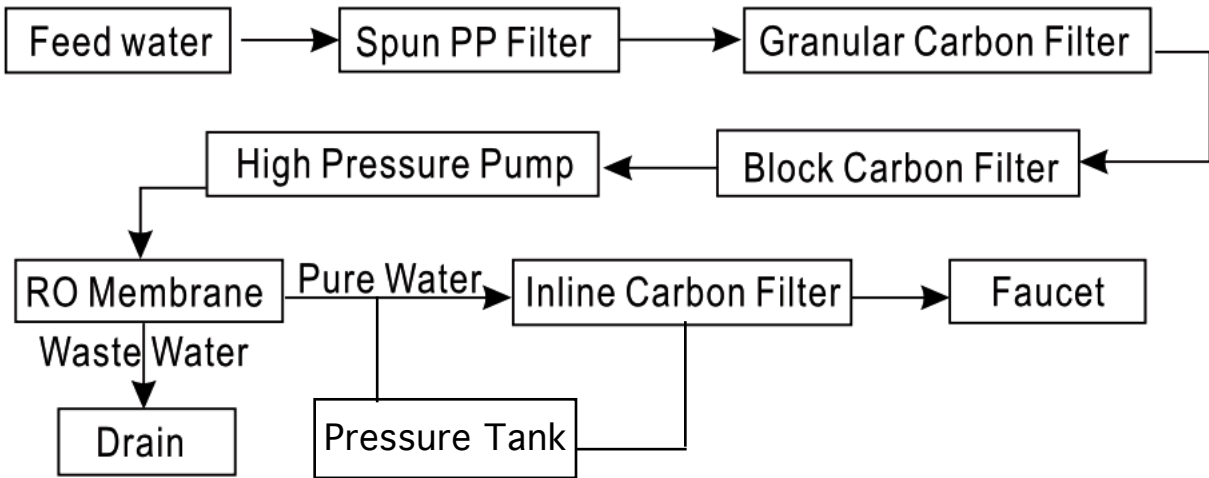 Feed water
Spun PP Filter
Granular Carbon Filter
High Pressure Pump
Block Carbon Filter
RO Membrane
Pure Water
Inline Carbon Filter
Faucet
Waste Water
Drain
Pressure Tank